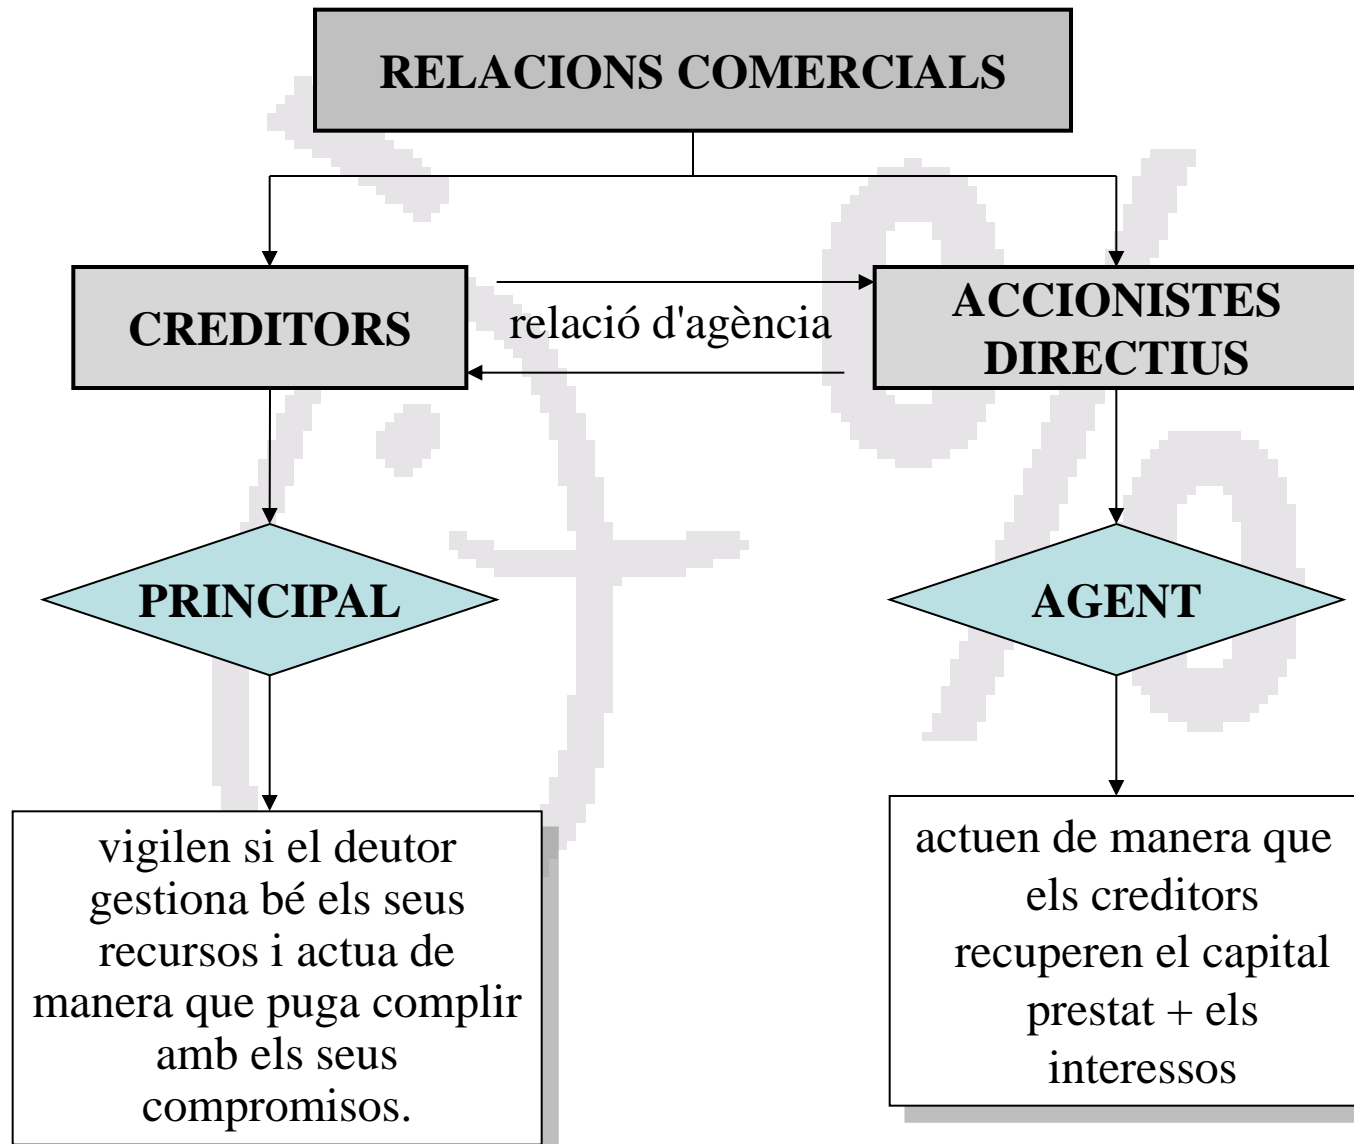 RELACIONS COMERCIALS
CREDITORS
relació d'agència
ACCIONISTES
DIRECTIUS
PRINCIPAL
AGENT
vigilen si el deutor
gestiona bé els seus
recursos i actua de
manera que puga complir
amb els seus
compromisos.
actuen de manera que
els creditors
recuperen el capital
prestat + els
interessos